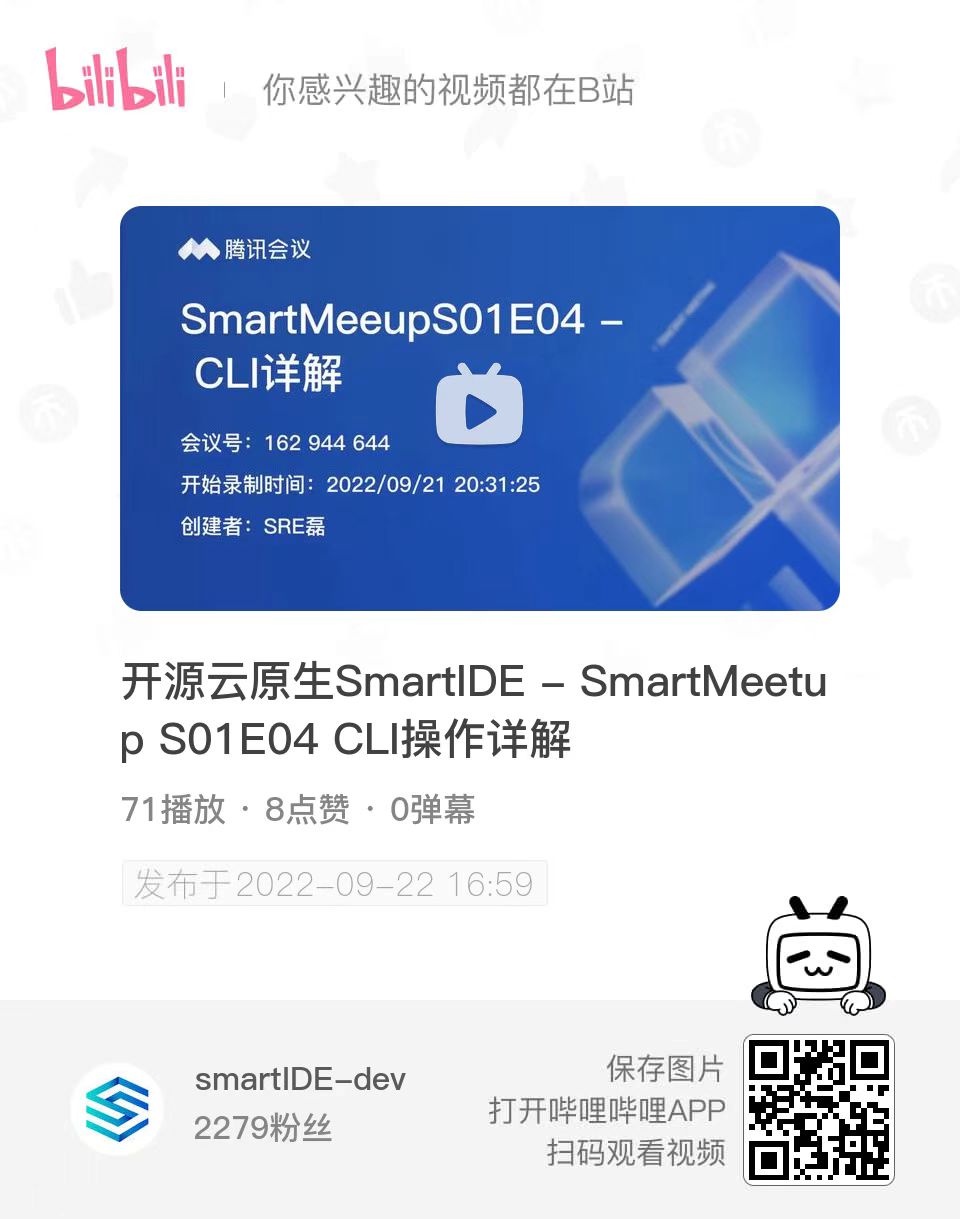 bilibili
你感兴趣的视频都在B站
腾讯会议
SmartMeeupS01E04 –
CLI详解
会议号：162 944 644
开始录制时间：2022/09/21 20:31:25
创建者：SRE磊
开源云原生SmartIDE – SmartMeetu
p S01E04 CLI操作详解
71播放 · 8点赞 · 0弹幕
发布于2022–09–22 16:59
smartIDE–dev
2279粉丝
保存图片
打开哔哩哔哩APP
扫码观看视频